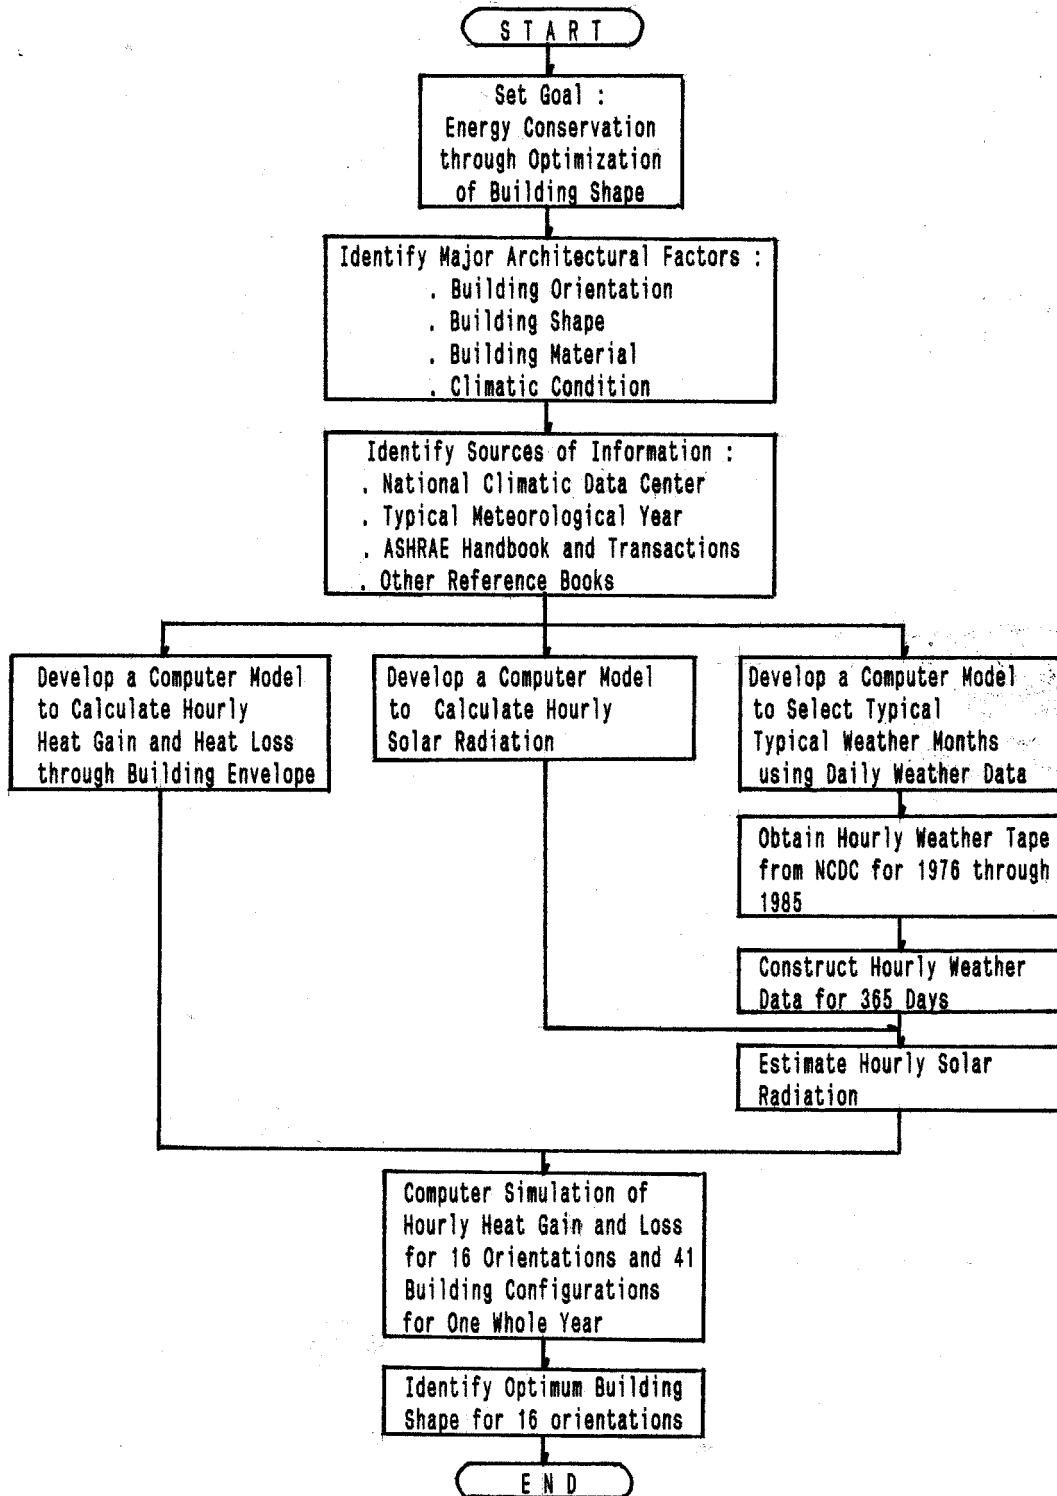 S T A R T
Set Goal :
Energy Conservation
through Optimization
of Building Shape
Identify Major Architectural Factors :
. Building Orientation
. Building Shape
. Building Material
. Climatic Condition
Identify Sources of Information :
. National Climatic Data Center
. Typical Meteorological Year
. ASHRAE Handbook and Transactions
. Other Reference Books
Develop a Computer Model
to Calculate Hourly
Heat Gain and Heat Loss
through Building Envelope
Develop a Computer Model
to Calculate Hourly
Solar Radiation
Develop a Computer Model
to Select Typical
Typical Weather Months
using Daily Weather Data
Obtain Hourly Weather Tape
from NCDC for 1976 through
1985
Construct Hourly Weather
Data for 365 Days
Estimate Hourly Solar
Radiation
Computer Simulation of
Hourly Heat Gain and Loss
for 16 Orientations and 41
Building Configurations
for One Whole Year
Identify Optimum Building
Shape for 16 orientations
E N D